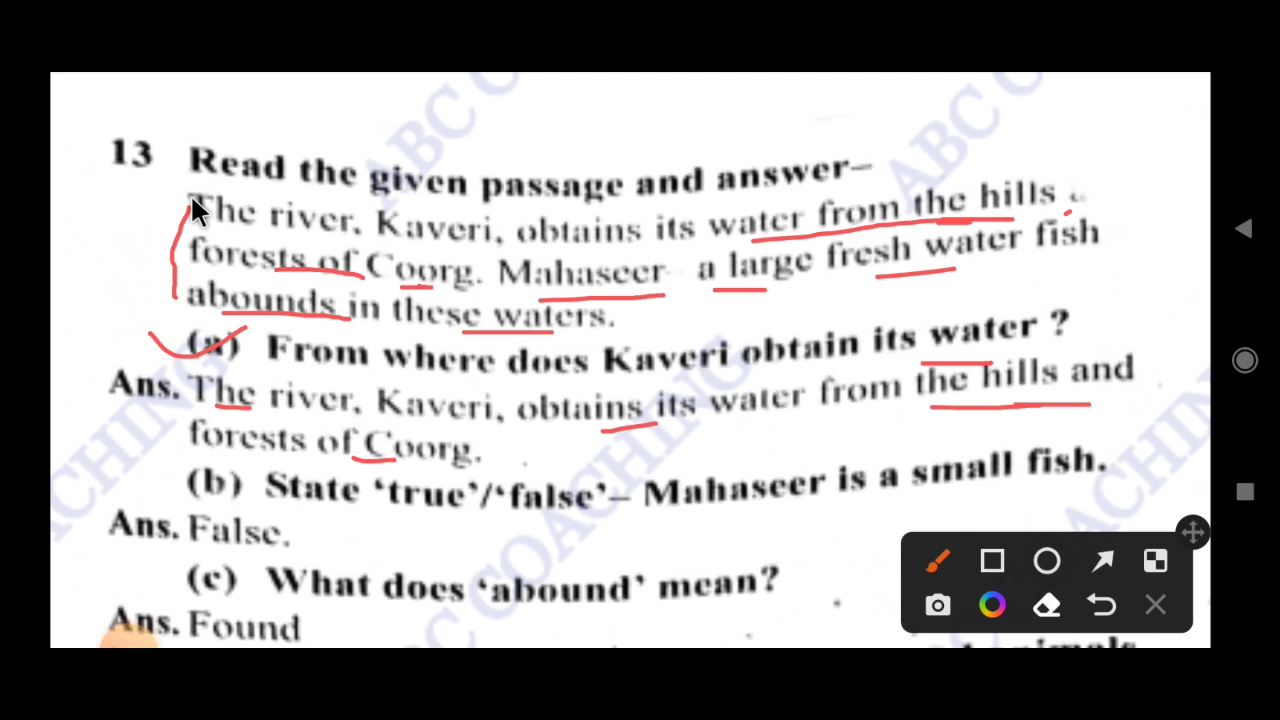 13 Read the given passage and answer–
The river, Kaveri, obtains its water from the hills
forests of Coorg. Mahaseer a large fresh water fish
abounds in these waters.
(a) From where does Kaveri obtain its water ?
Ans. The river, Kaveri, obtains its water from the hills and
forests of Coorg.
(b) State ‘true’/‘false’– Mahaseer is a small fish.
Ans. False.
(c) What does ‘abound’ mean?
Ans. Found
animals
ABC COACHING